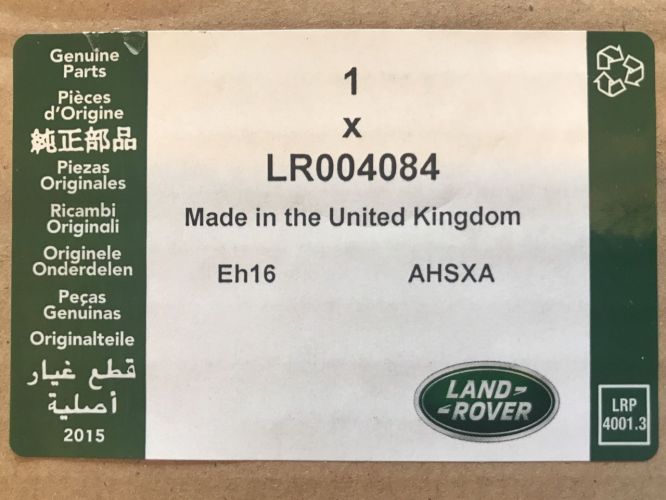 Genuine
Parts
Pièces
d'Origine
純正部品
Piezas
Originales
Ricambi
Originali
Originele
Onderdelen
Peças
Genuinas
Originalteile
قطع غيار
أصلية
2015
1
x
LR004084
Made in the United Kingdom
Eh16 AHSXA
LAND
ROVER
LRP
4001.3